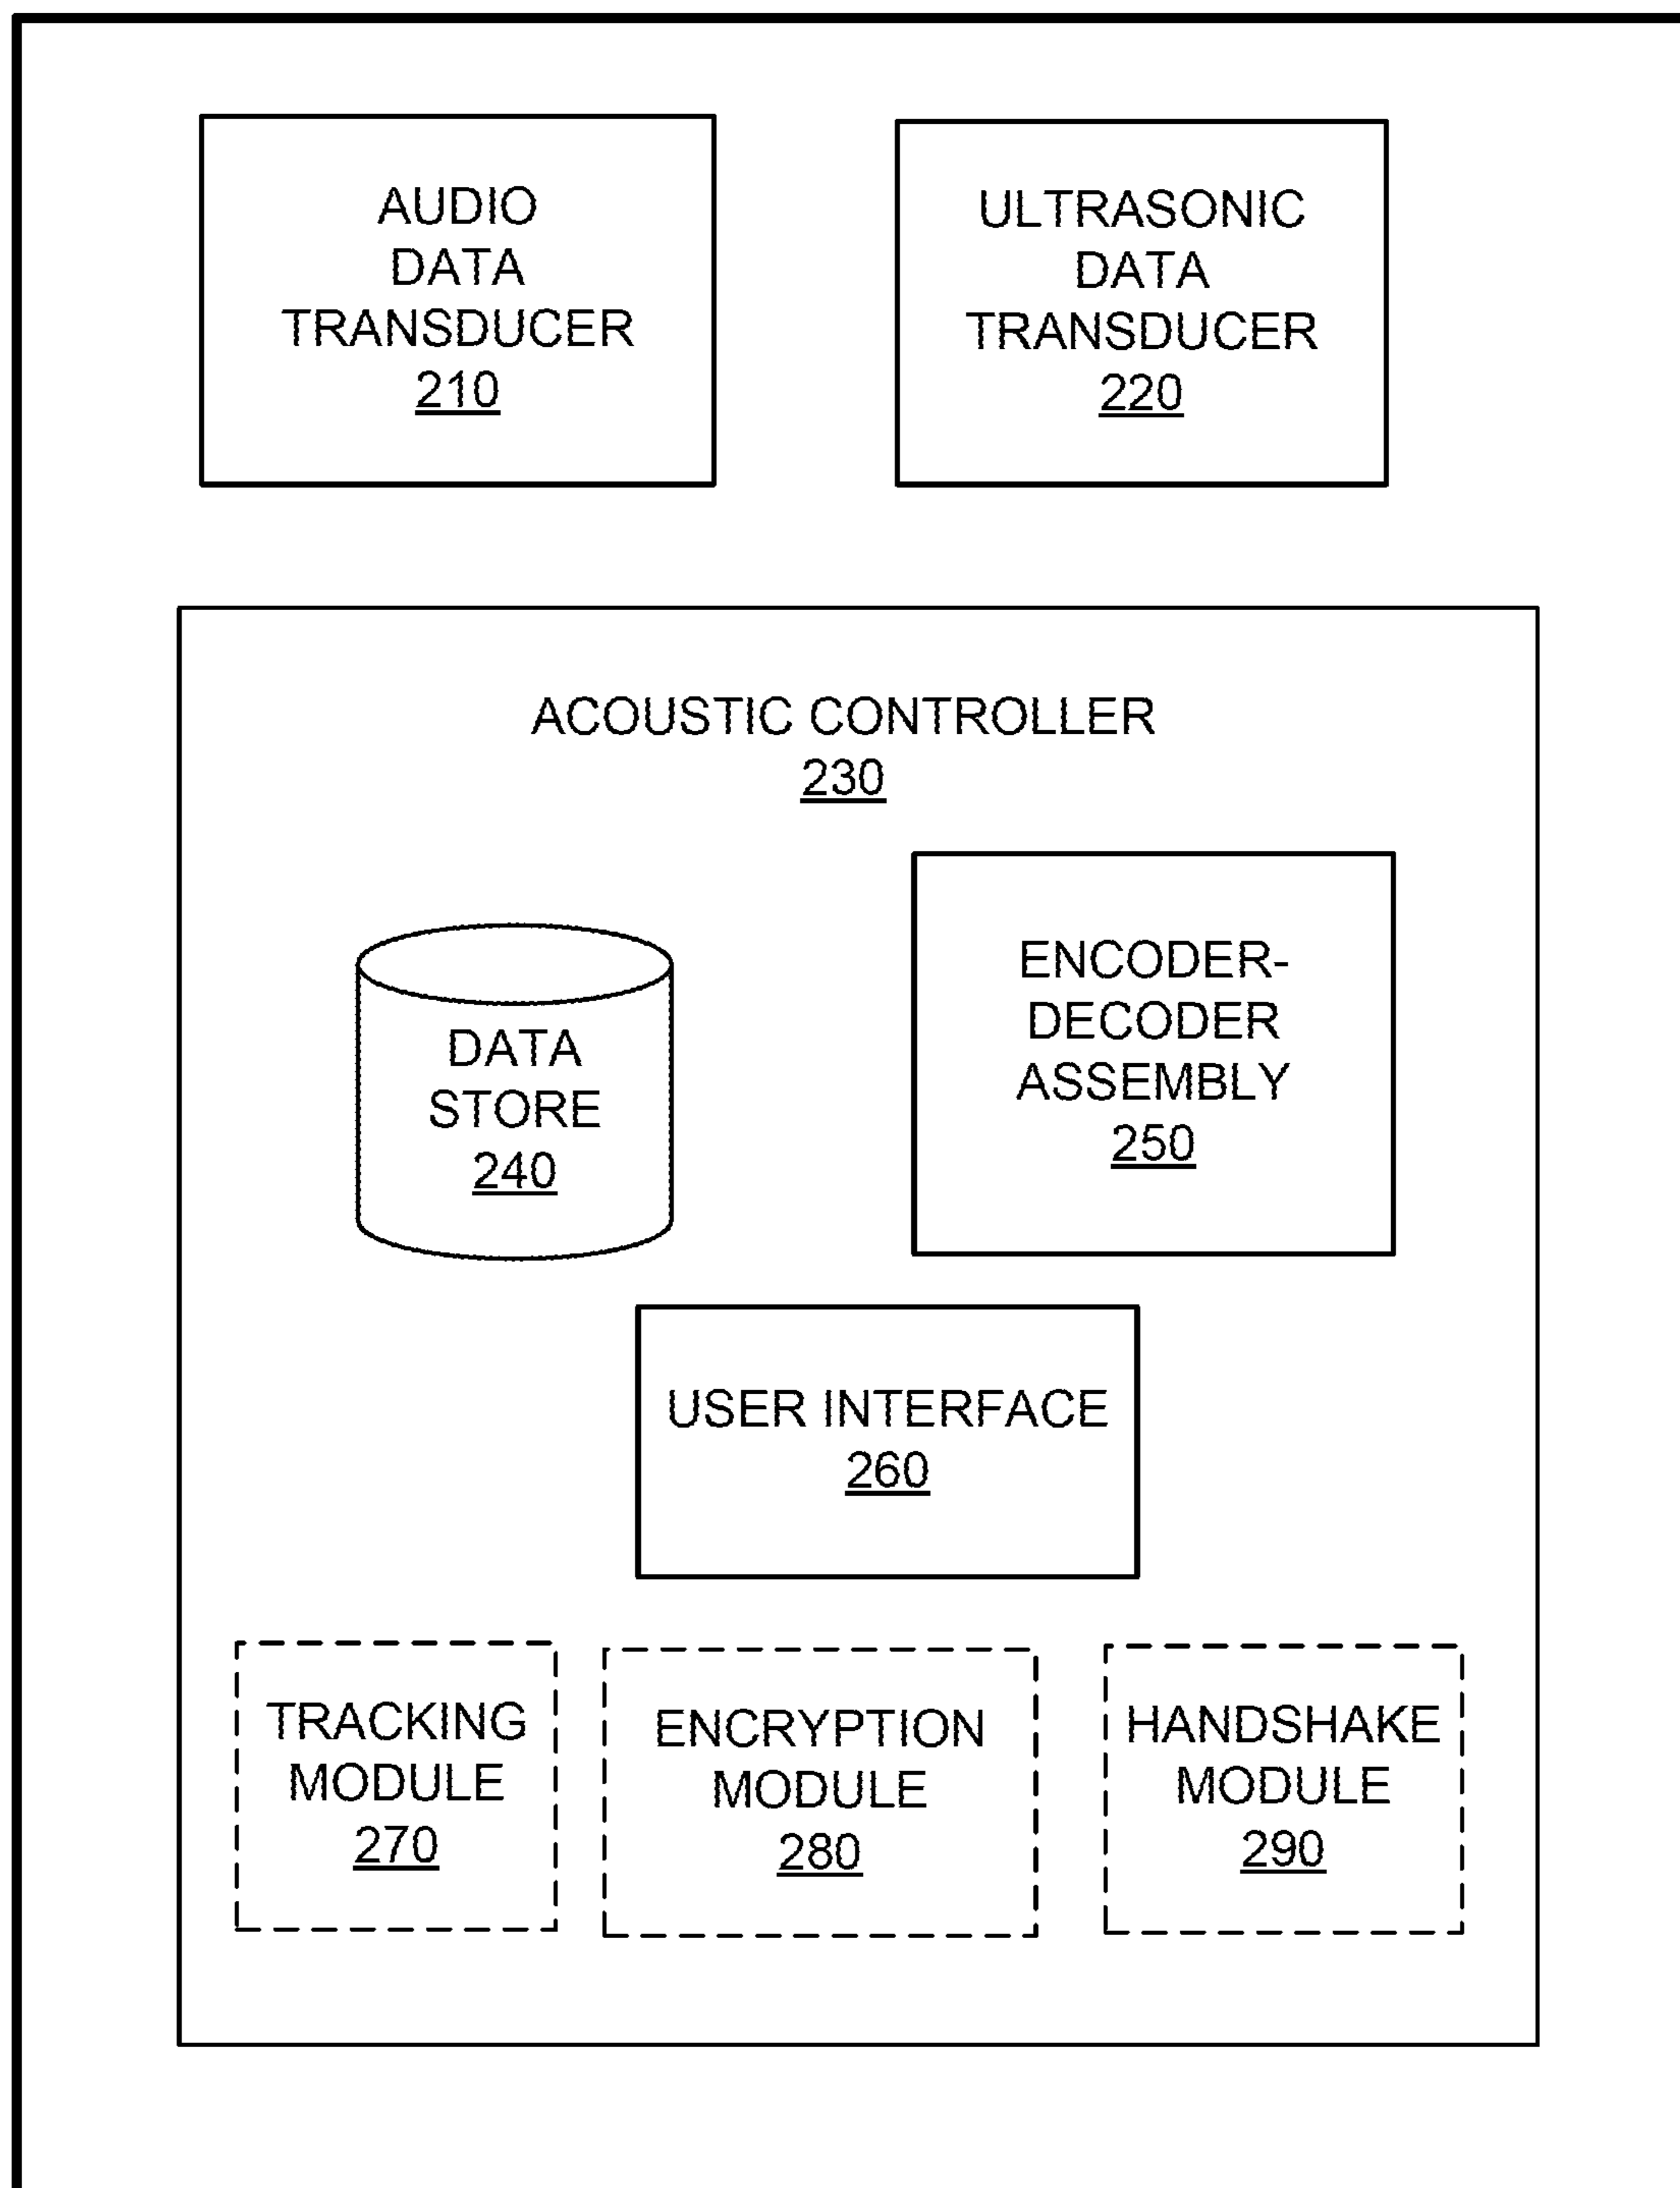 AUDIO
DATA
TRANSDUCER
210
ULTRASONIC
DATA
TRANSDUCER
220
ACOUSTIC CONTROLLER
230
DATA
STORE
240
ENCODER-
DECODER
ASSEMBLY
250
USER INTERFACE
260
TRACKING
MODULE
270
ENCRYPTION
MODULE
280
HANDSHAKE
MODULE
290